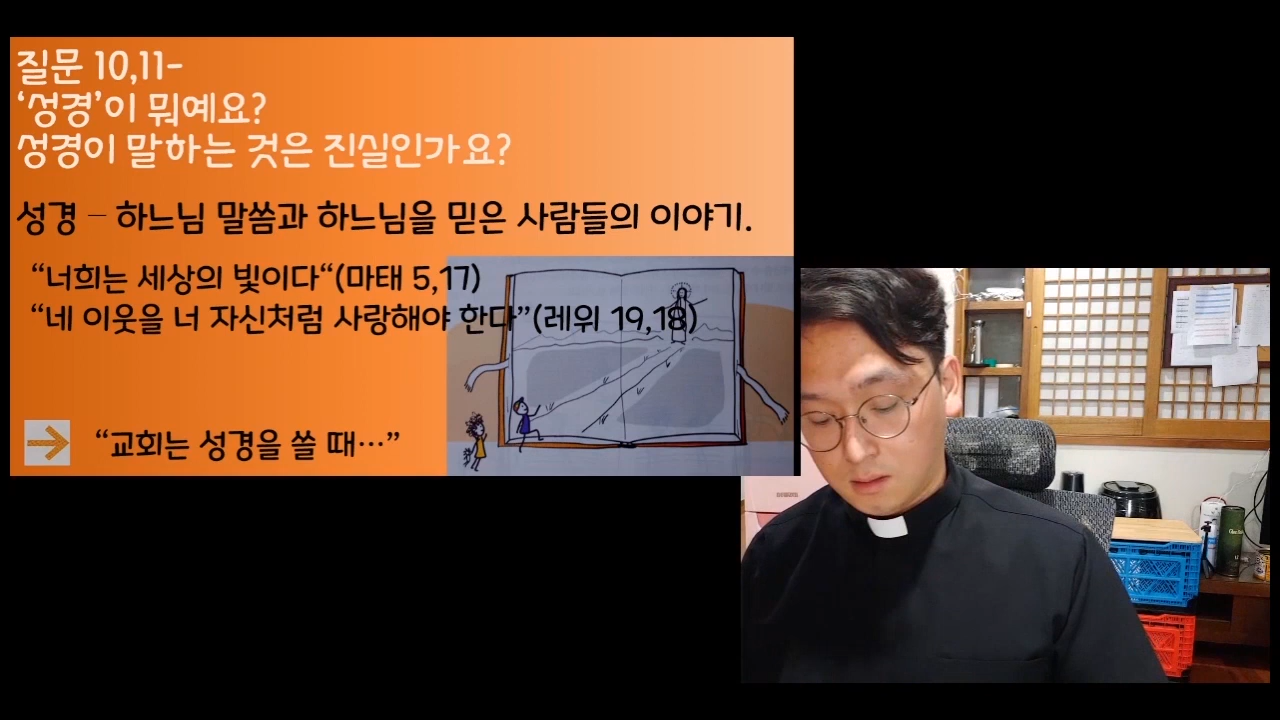 질문 10,11-
‘성경’이 뭐예요?
성경이 말하는 것은 진실인가요?
성경 – 하느님 말씀과 하느님을 믿은 사람들의 이야기.
“너희는 세상의 빛이다“(마태 5,17)
“네 이웃을 너 자신처럼 사랑해야 한다”(레위 19,18)
“교회는 성경을 쓸 때…”